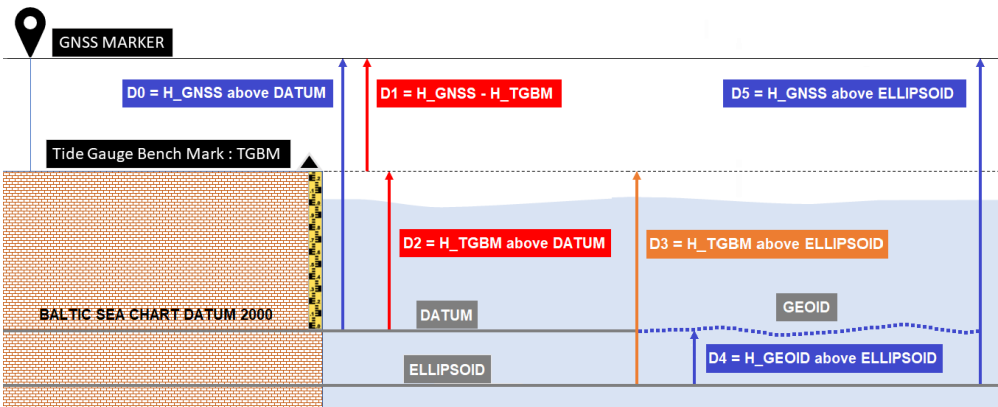 GNSS MARKER
D0 = H_GNSS above DATUM
D1 = H_GNSS - H_TGBM
D5 = H_GNSS above ELLIPSOID
Tide Gauge Bench Mark : TGBM
D2 = H_TGBM above DATUM
D3 = H_TGBM above ELLIPSOID
BALTIC SEA CHART DATUM 2000
DATUM
GEOID
ELLIPSOID
D4 = H_GEOID above ELLIPSOID